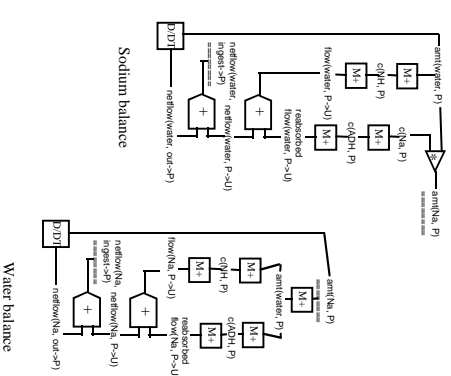 amt(Na, P)
======
*
amt(water, P)
c(Na, P)
M+
M+
c(NH, P)
c(ADH, P)
M+
M+
flow(water, P->U)
reabsorbed
flow(water, P->U)
+
netflow(water, P->U)
netflow(water,
ingest->P)
======
+
netflow(water, out->P)
D/DT
Sodium balance
amt(Na, P)
======
M+
amt(water, P)
M+
M+
c(NH, P)
c(ADH, P)
M+
M+
flow(Na, P->U)
reabsorbed
flow(Na, P->U)
+
netflow(Na, P->U)
netflow(Na,
ingest->P)
======
+
netflow(Na, out->P)
D/DT
Water balance